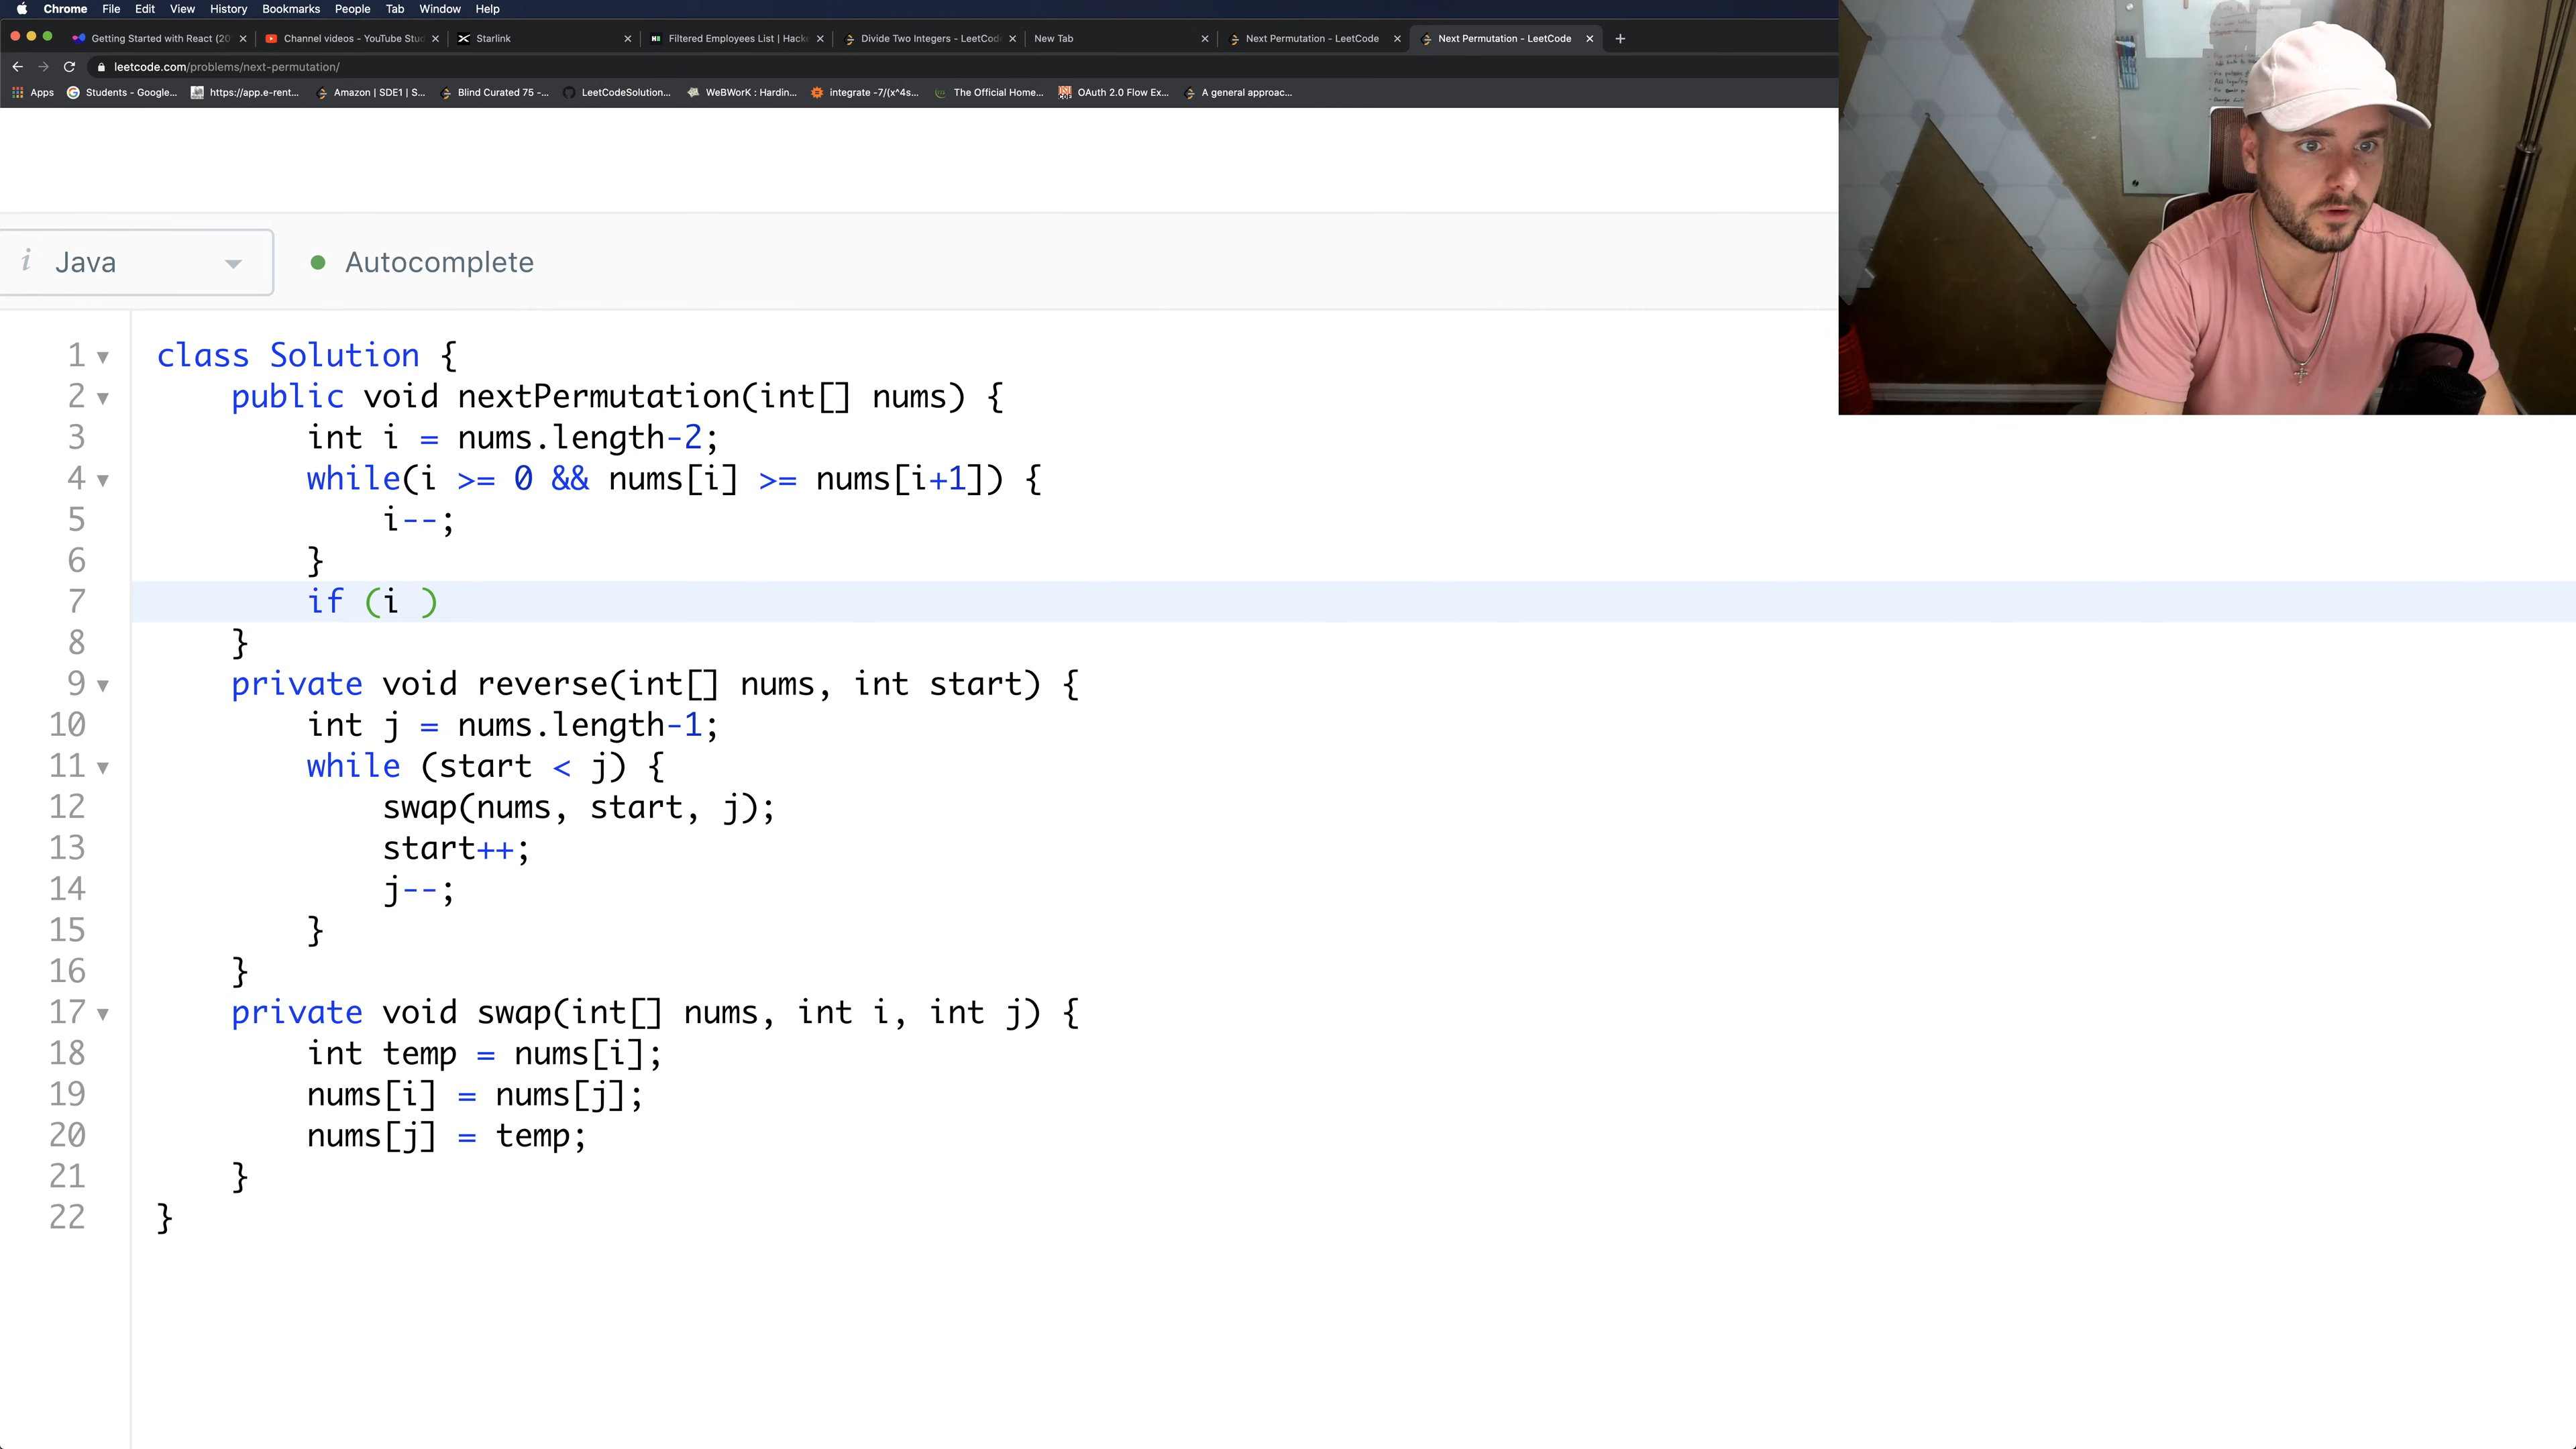 Chrome File Edit View History Bookmarks People Tab Window Help
Getting Started with React (20 Channel videos - YouTube Stu Starlink Filtered Employees List | Hack Divide Two Integers - LeetCod New Tab Next Permutation - LeetCode Next Permutation - LeetCode
leetcode.com/problems/next-permutation/
Apps Students - Google... https://app.e-rent... Amazon | SDE1 | S... Blind Curated 75 -... LeetCodeSolution... WeBWorK : Hardin... integrate -7/(x^4s... The Official Home... OAuth 2.0 Flow Ex... A general approac...
i Java Autocomplete
1 class Solution {
2 public void nextPermutation(int[] nums) {
3 int i = nums.length-2;
4 while(i >= 0 && nums[i] >= nums[i+1]) {
5 i--;
6 }
7 if (i )
8 }
9 private void reverse(int[] nums, int start) {
10 int j = nums.length-1;
11 while (start < j) {
12 swap(nums, start, j);
13 start++;
14 j--;
15 }
16 }
17 private void swap(int[] nums, int i, int j) {
18 int temp = nums[i];
19 nums[i] = nums[j];
20 nums[j] = temp;
21 }
22 }